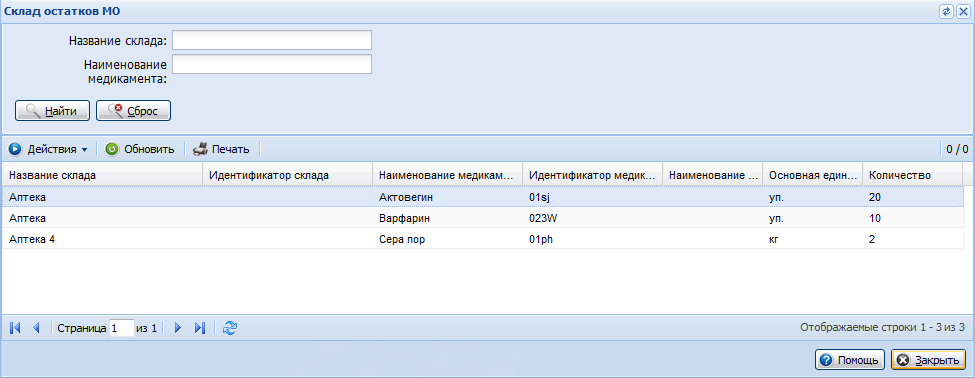 Склад остатков МО
Название склада:
Наименование
медикамента:
Найти Сброс
Действия Обновить Печать 0 / 0
Название склада Идентификатор склада Наименование медикам... Идентификатор медик... Наименование ... Основная един... Количество
Аптека Актовегин 01sj уп. 20
Аптека Варфарин 023W уп. 10
Аптека 4 Сера пор 01ph кг 2
Страница 1 из 1 Отображаемые строки 1 - 3 из 3
Помощь Закрыть